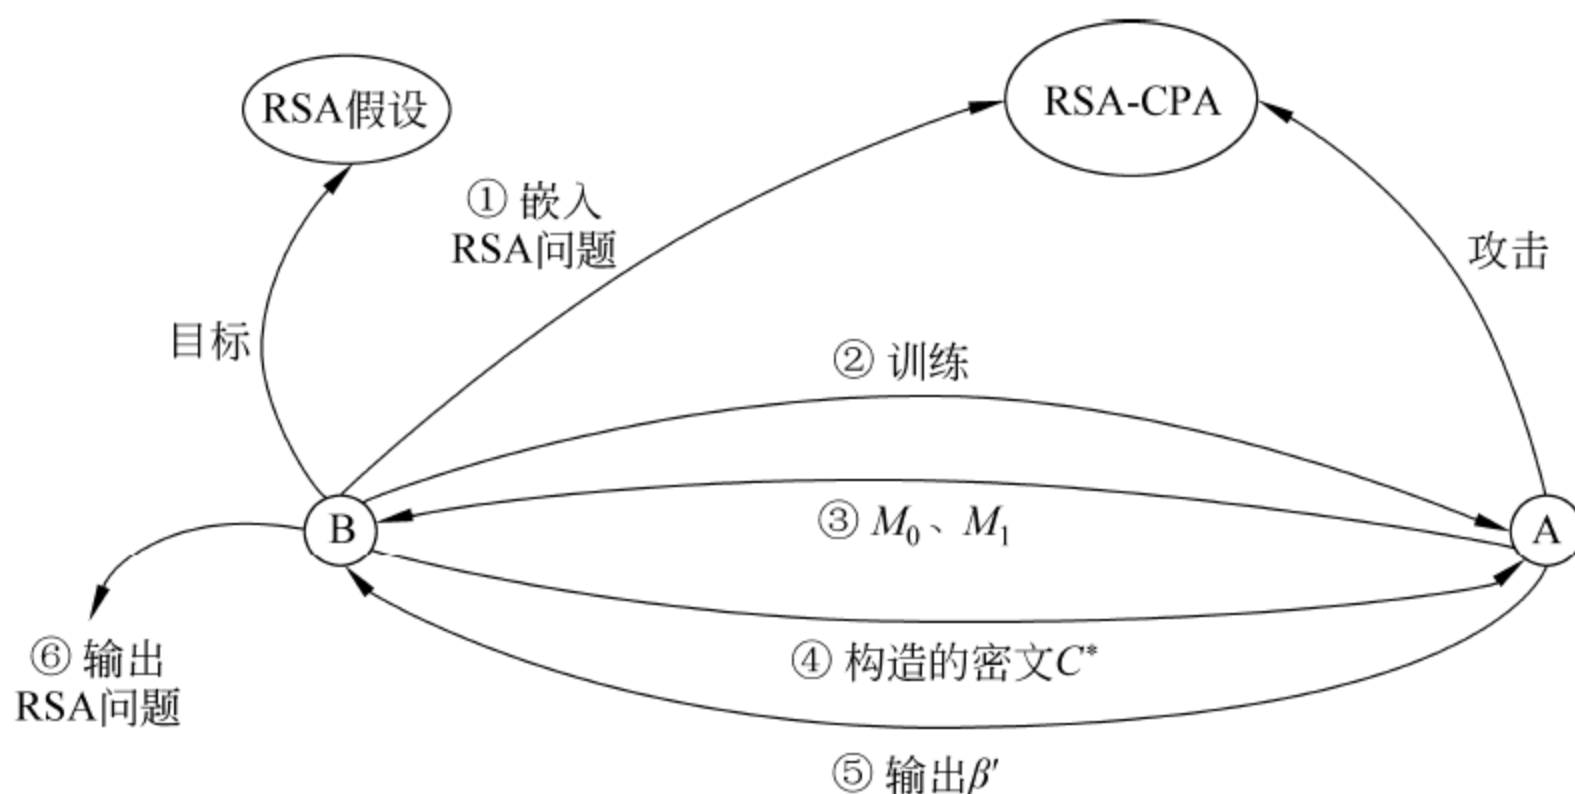 RSA假设
RSA-CPA
① 嵌入
RSA问题
攻击
目标
② 训练
③ M₀、M₁
B
A
④ 构造的密文C*
⑥ 输出
RSA问题
⑤ 输出β′